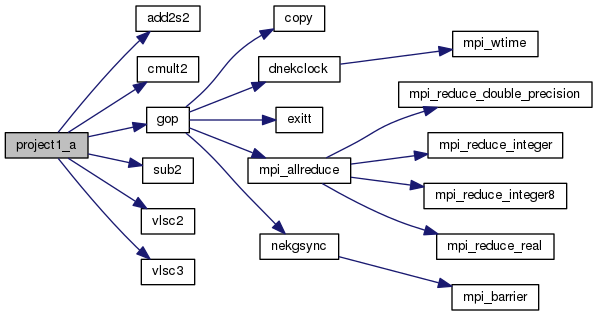 project1_a
add2s2
cmult2
gop
sub2
vlsc2
vlsc3
copy
dnekclock
exitt
mpi_allreduce
nekgsync
mpi_wtime
mpi_reduce_double_precision
mpi_reduce_integer
mpi_reduce_integer8
mpi_reduce_real
mpi_barrier